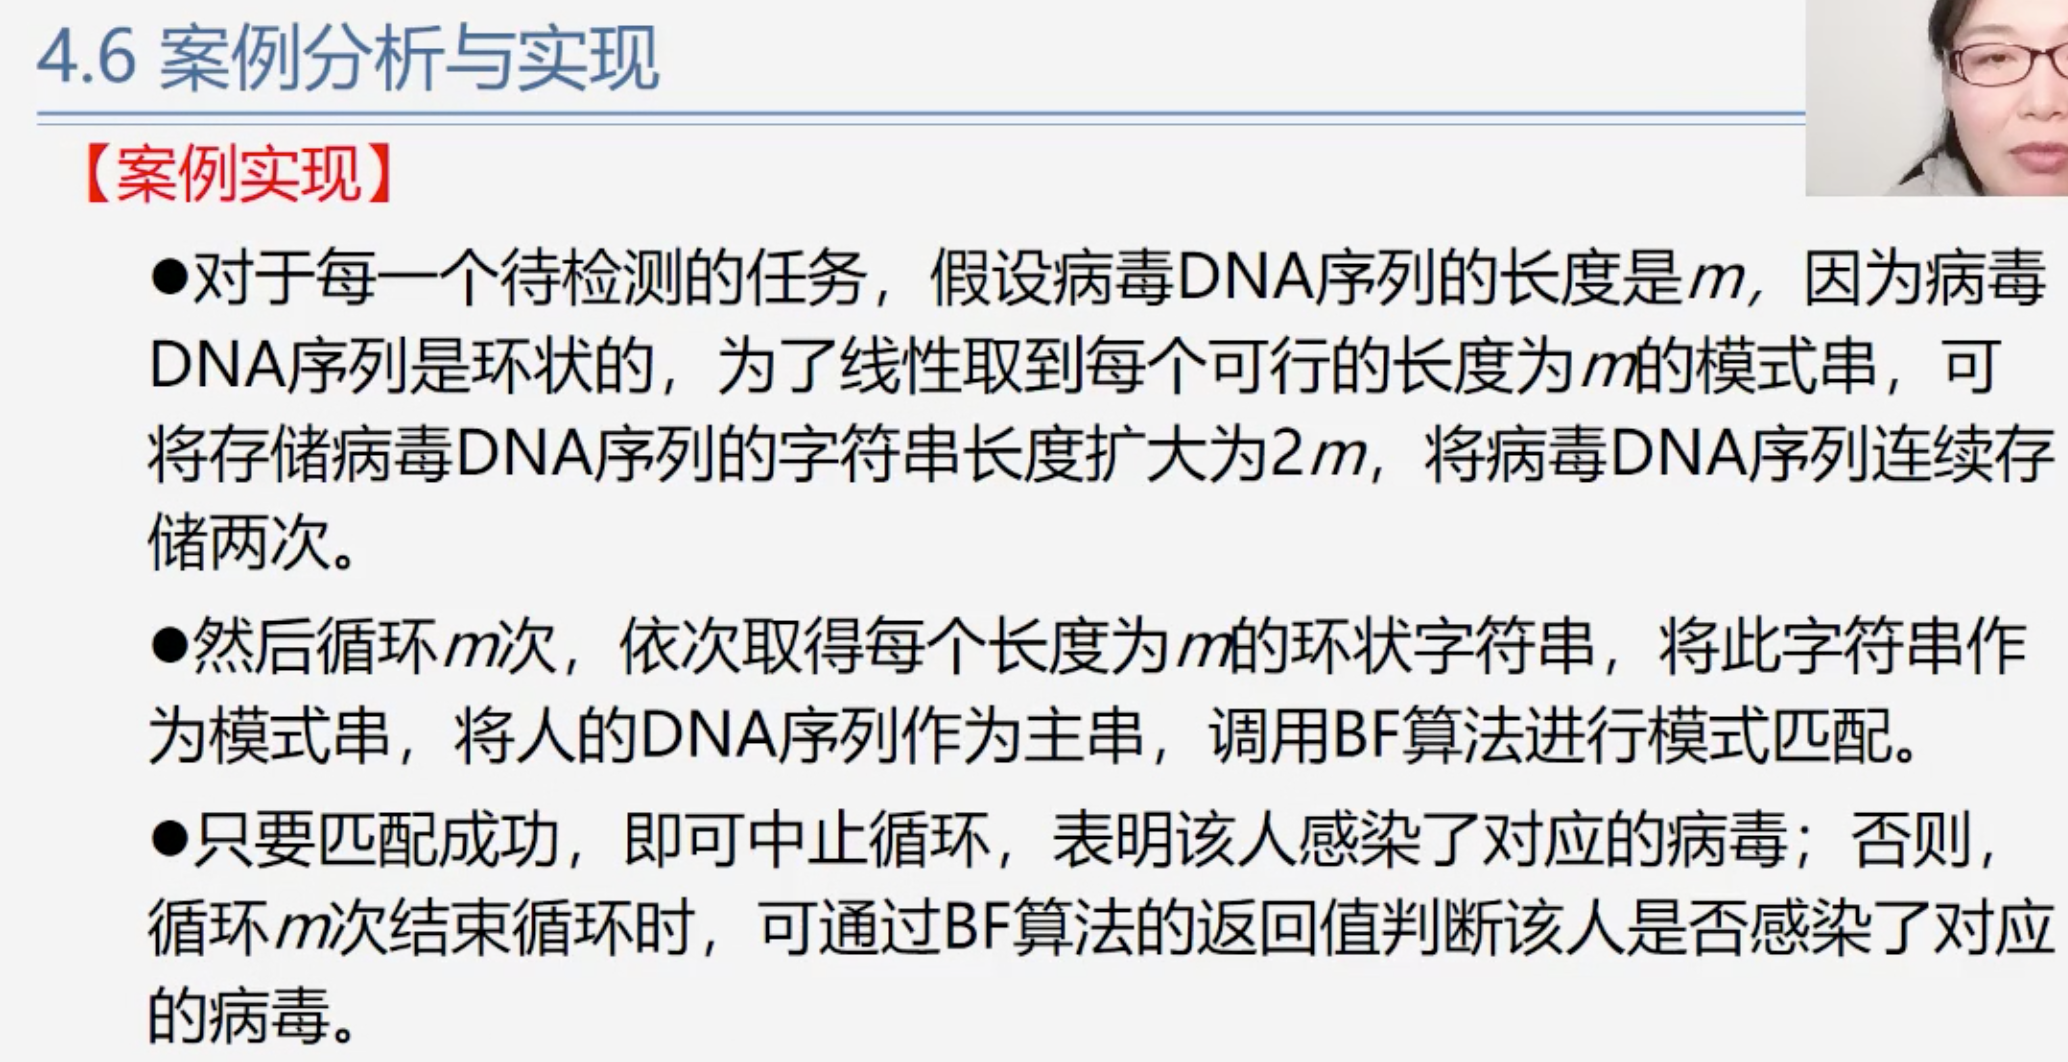 4.6 案例分析与实现
【案例实现】
●对于每一个待检测的任务，假设病毒DNA序列的长度是m，因为病毒
DNA序列是环状的，为了线性取到每个可行的长度为m的模式串，可
将存储病毒DNA序列的字符串长度扩大为2m，将病毒DNA序列连续存
储两次。
●然后循环m次，依次取得每个长度为m的环状字符串，将此字符串作
为模式串，将人的DNA序列作为主串，调用BF算法进行模式匹配。
●只要匹配成功，即可中止循环，表明该人感染了对应的病毒；否则，
循环m次结束循环时，可通过BF算法的返回值判断该人是否感染了对应
的病毒。